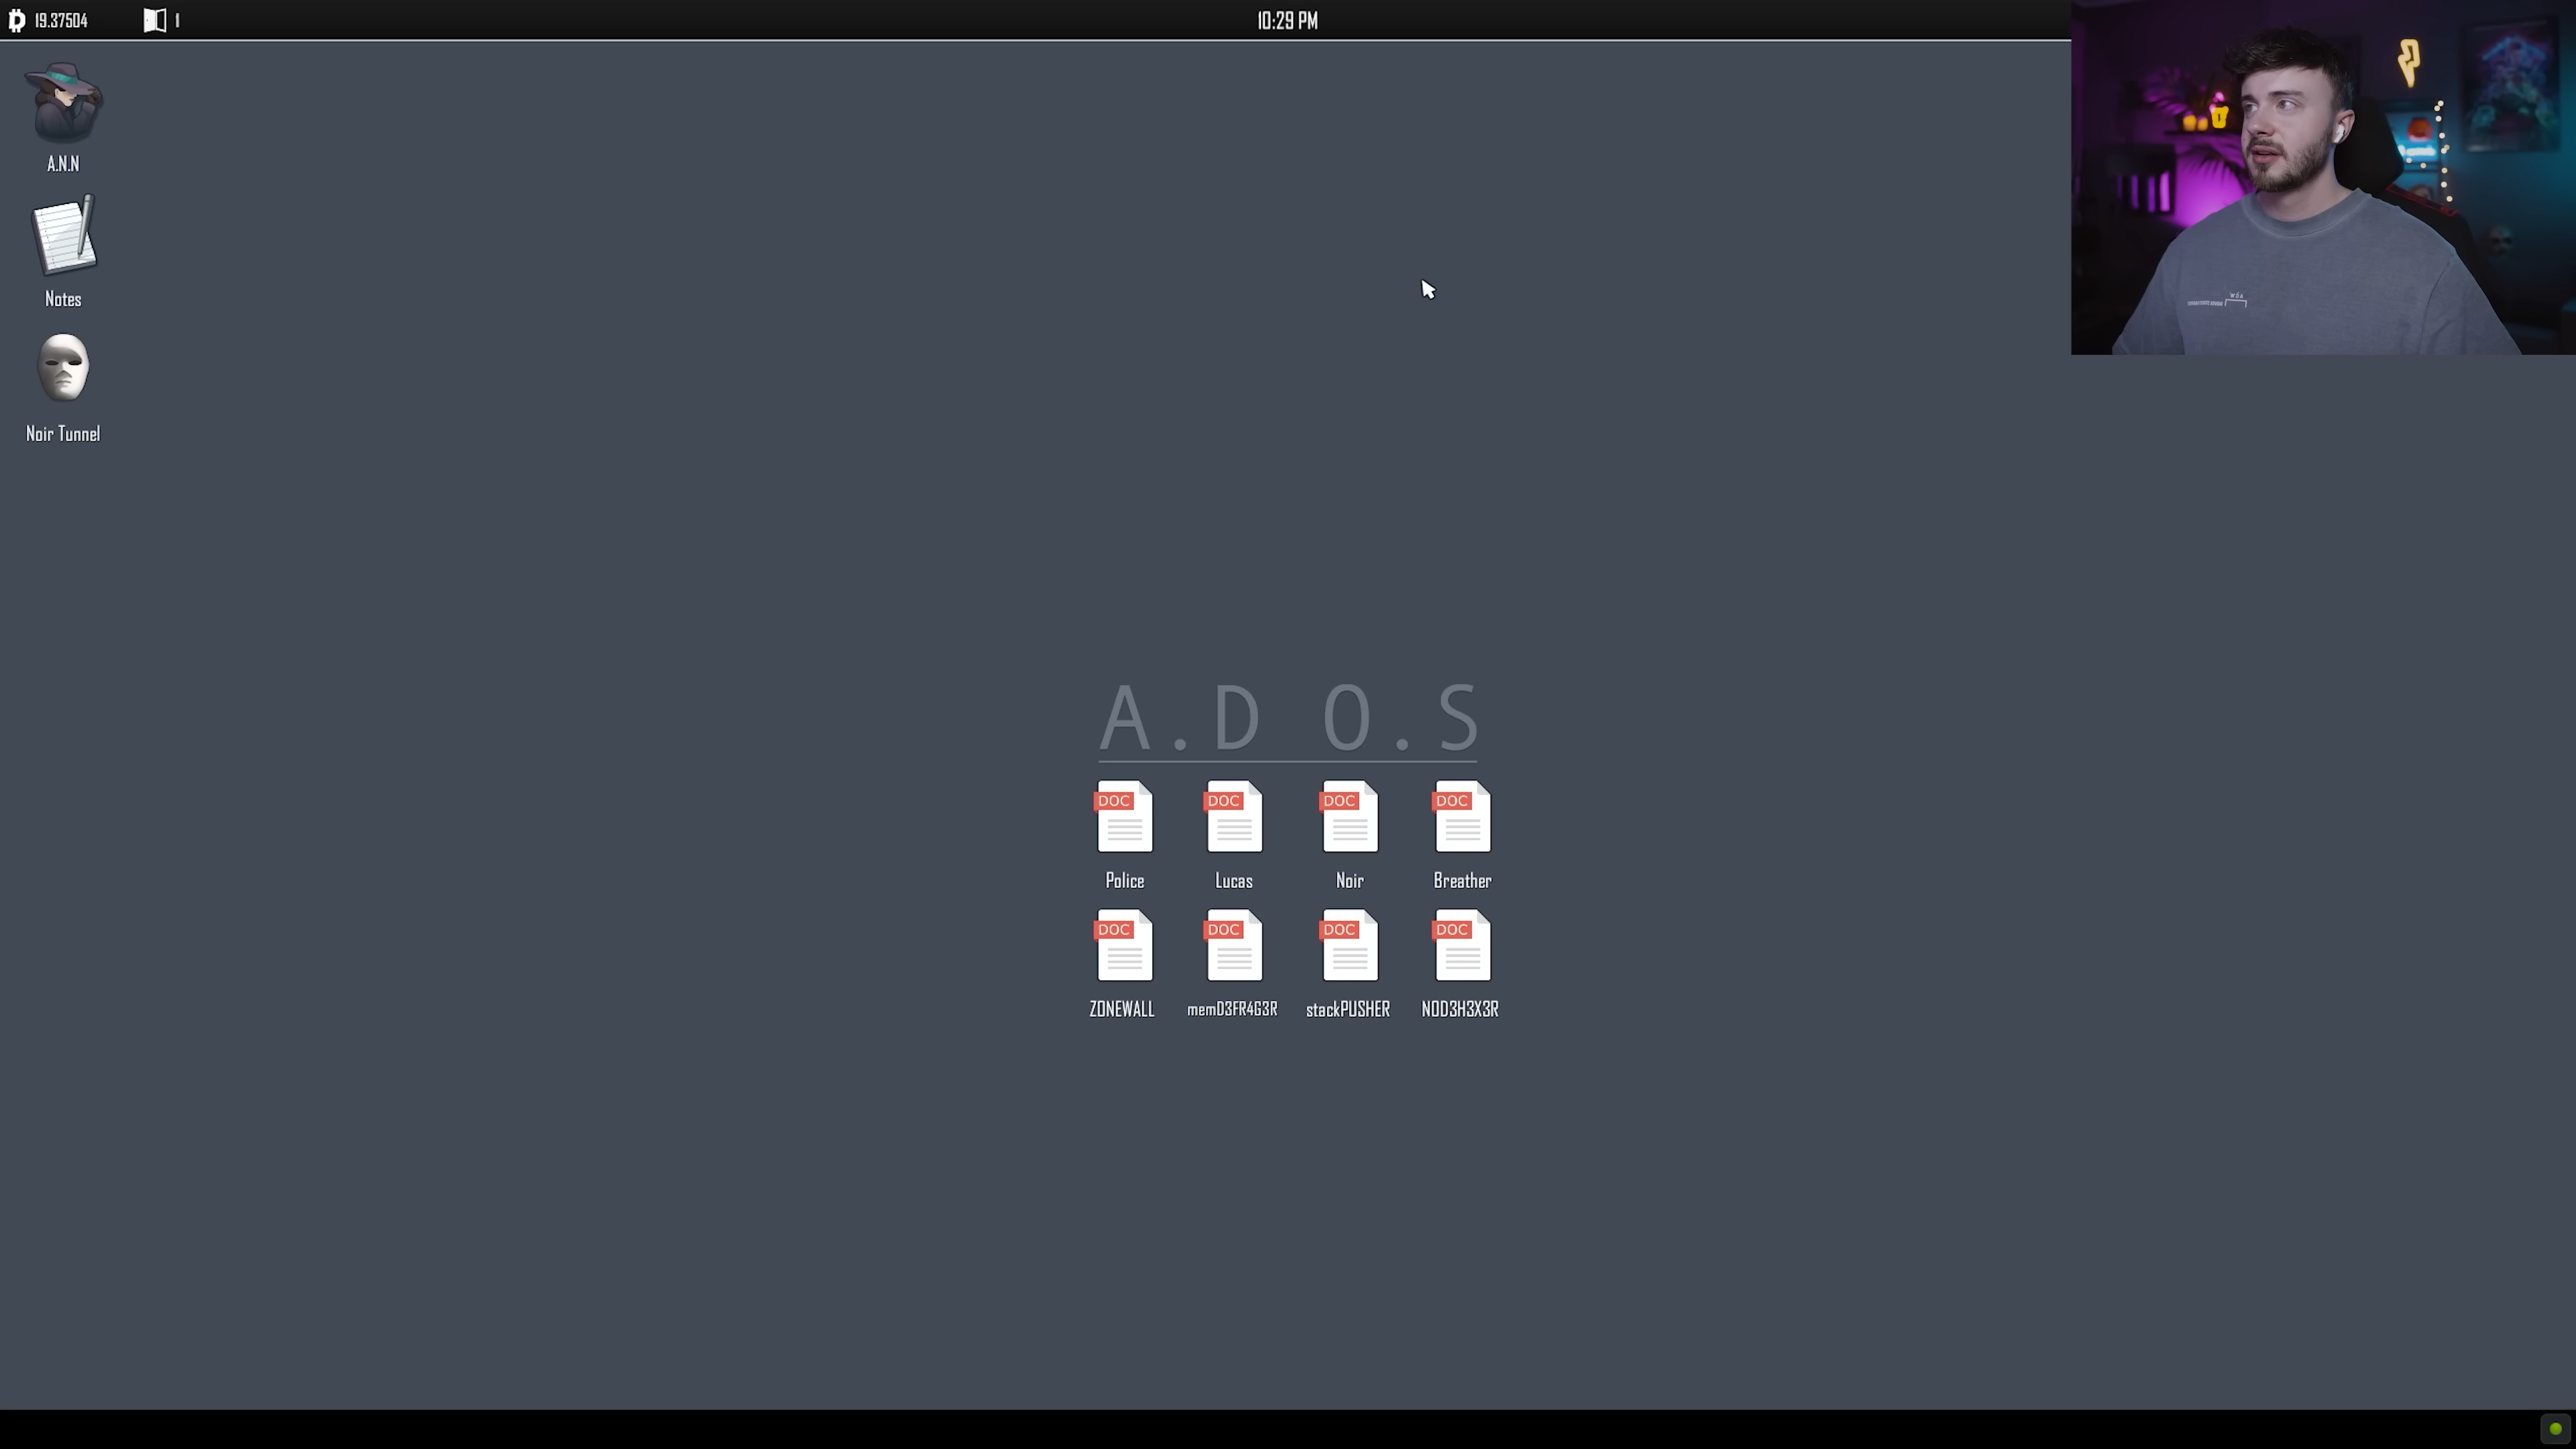 19.37504 1 10:29 PM
A.N.N
Notes
Noir Tunnel
A.D O.S
DOC DOC DOC DOC
Police Lucas Noir Breather
DOC DOC DOC DOC
ZONEWALL memD3FR4G3R stackPUSHER N0D3H3X3R